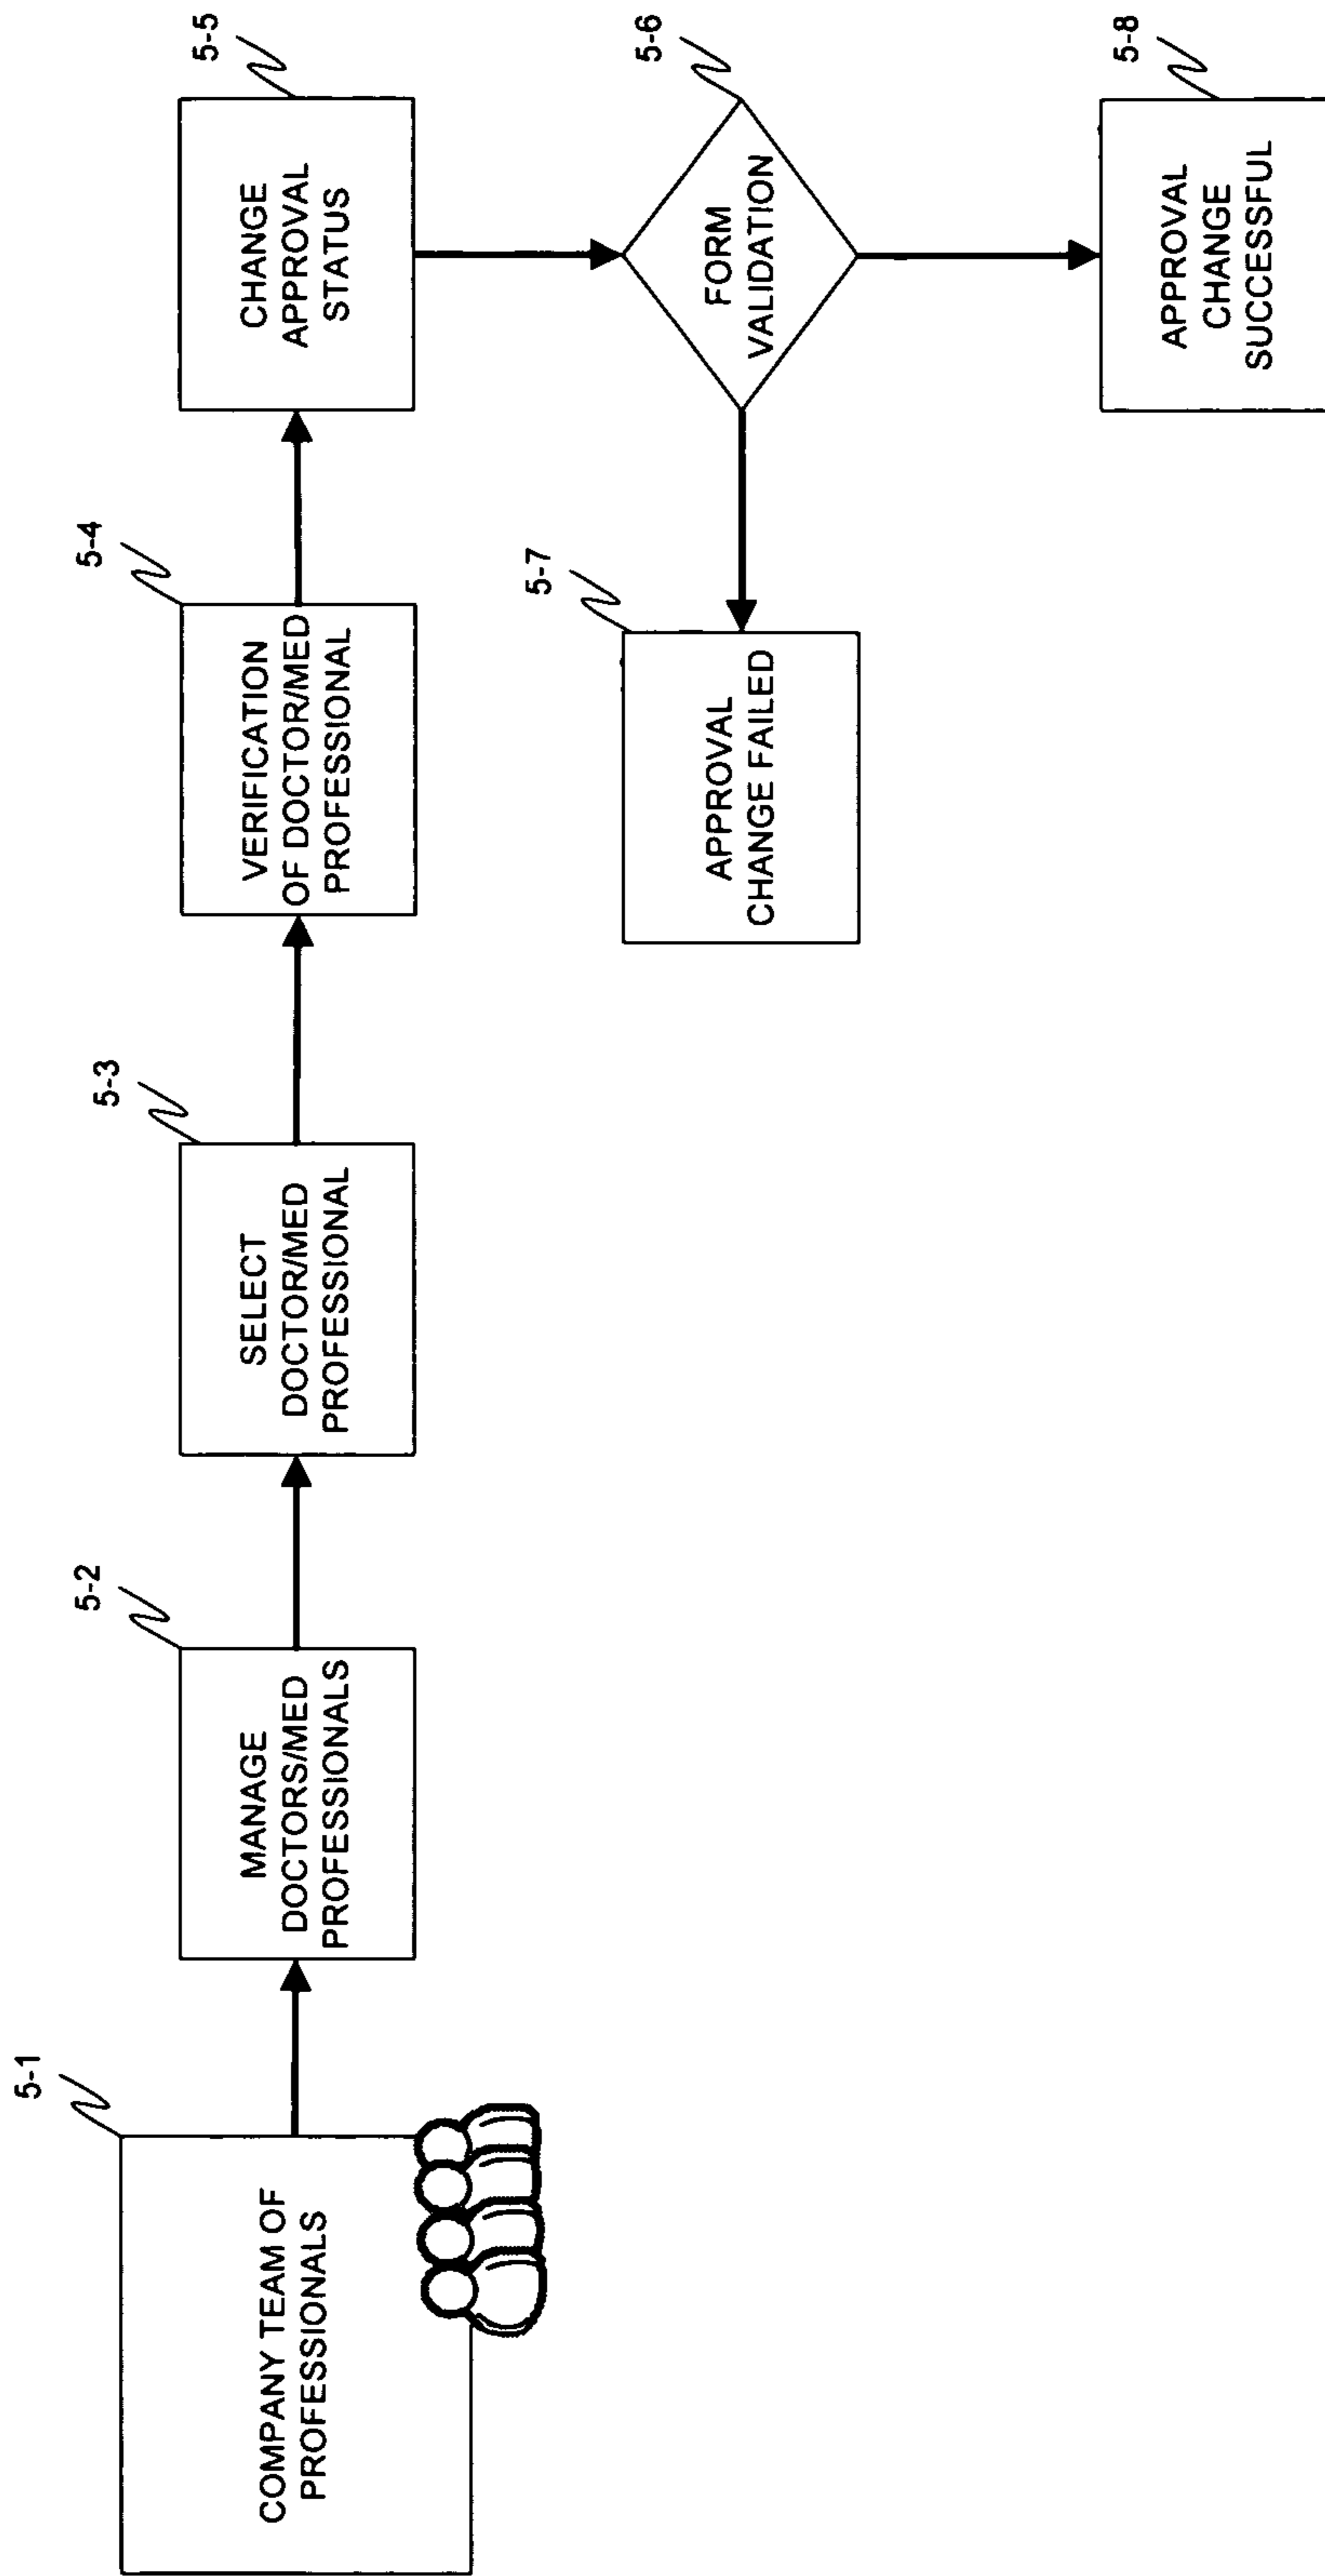 5-1
COMPANY TEAM OF
PROFESSIONALS
5-2
MANAGE
DOCTORS/MED
PROFESSIONALS
5-3
SELECT
DOCTOR/MED
PROFESSIONAL
5-4
VERIFICATION
OF DOCTOR/MED
PROFESSIONAL
5-5
CHANGE
APPROVAL
STATUS
5-6
FORM
VALIDATION
5-7
APPROVAL
CHANGE FAILED
5-8
APPROVAL
CHANGE
SUCCESSFUL